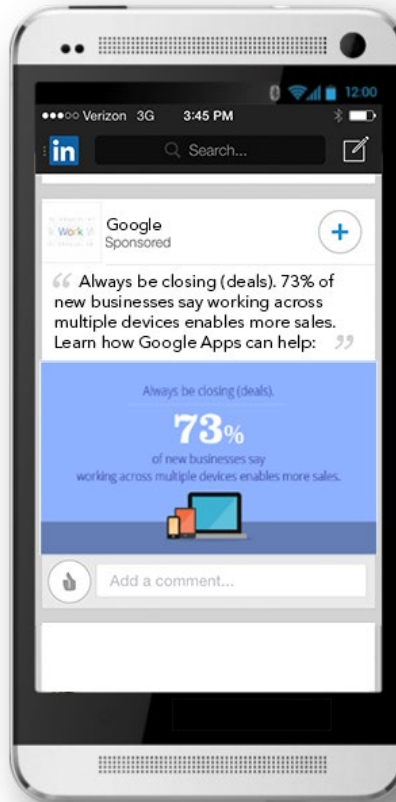 12:00
●●●○○ Verizon 3G 3:45 PM
in Search...
Work
Google
Sponsored
“ Always be closing (deals). 73% of
new businesses say working across
multiple devices enables more sales.
Learn how Google Apps can help: ”
Always be closing (deals).
73%
of new businesses say
working across multiple devices enables more sales.
Add a comment...